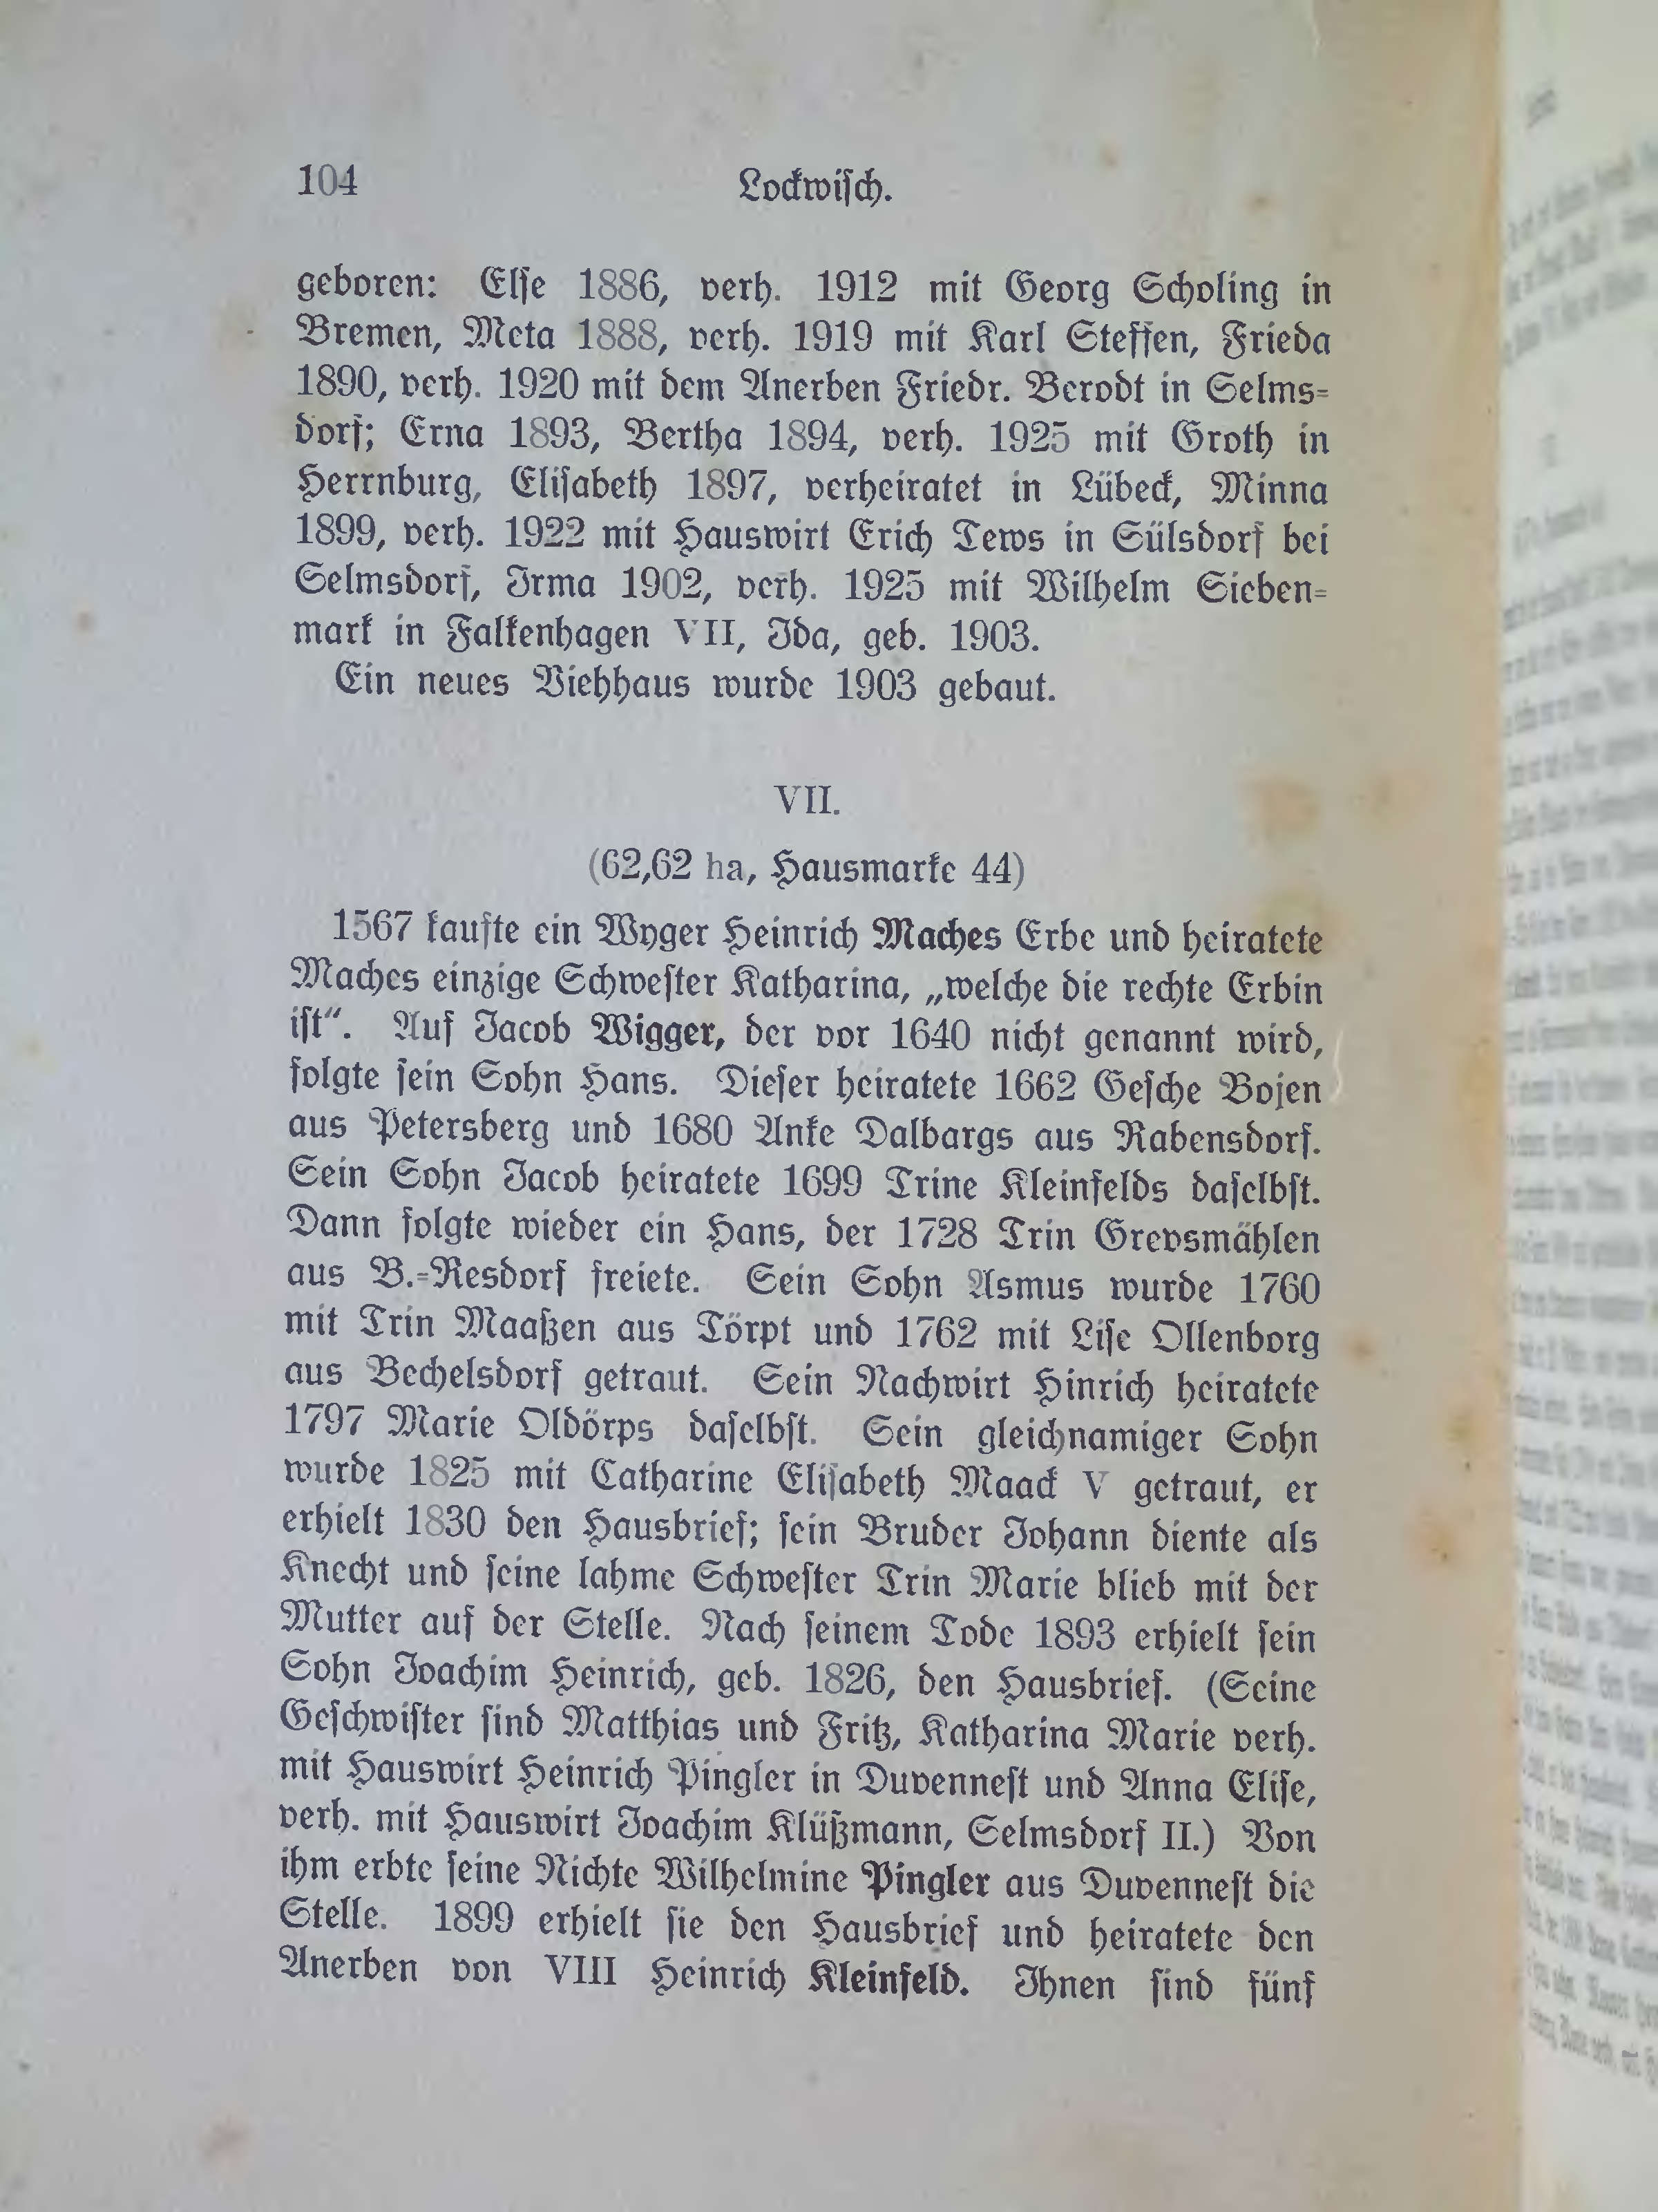 104
Lockwisch.
geboren: Else 1886, verh. 1912 mit Georg Scholing in
Bremen, Meta 1888, verh. 1919 mit Karl Steffen, Frieda
1890, verh. 1920 mit dem Anerben Friedr. Berodt in Selms-
dorf; Erna 1893, Bertha 1894, verh. 1925 mit Groth in
Herrnburg, Elisabeth 1897, verheiratet in Lübeck, Minna
1899, verh. 1922 mit Hauswirt Erich Tews in Sülsdorf bei
Selmsdorf, Irma 1902, verh. 1925 mit Wilhelm Sieben-
mark in Falkenhagen VII, Ida, geb. 1903.
Ein neues Viehhaus wurde 1903 gebaut.
VII.
(62,62 ha, Hausmarke 44)
1567 kaufte ein Wyger Heinrich Maches Erbe und heiratete
Maches einzige Schwester Katharina, „welche die rechte Erbin
ist“. Auf Jacob Wigger, der vor 1640 nicht genannt wird,
folgte sein Sohn Hans. Dieser heiratete 1662 Gesche Bojen
aus Petersberg und 1680 Anke Dalbargs aus Rabensdorf.
Sein Sohn Jacob heiratete 1699 Trine Kleinfelds daselbst.
Dann folgte wieder ein Hans, der 1728 Trin Grevsmählen
aus B.-Resdorf freiete. Sein Sohn Asmus wurde 1760
mit Trin Maaßen aus Törpt und 1762 mit Lise Ollenborg
aus Bechelsdorf getraut. Sein Nachwirt Hinrich heiratete
1797 Marie Oldörps daselbst. Sein gleichnamiger Sohn
wurde 1825 mit Catharine Elisabeth Maack V getraut, er
erhielt 1830 den Hausbrief; sein Bruder Johann diente als
Knecht und seine lahme Schwester Trin Marie blieb mit der
Mutter auf der Stelle. Nach seinem Tode 1893 erhielt sein
Sohn Joachim Heinrich, geb. 1826, den Hausbrief. (Seine
Geschwister sind Matthias und Fritz, Katharina Marie verh.
mit Hauswirt Heinrich Pingler in Duvennest und Anna Elise,
verh. mit Hauswirt Joachim Klüßmann, Selmsdorf II.) Von
ihm erbte seine Nichte Wilhelmine Pingler aus Duvennest die
Stelle. 1899 erhielt sie den Hausbrief und heiratete den
Anerben von VIII Heinrich Kleinfeld. Ihnen sind fünf